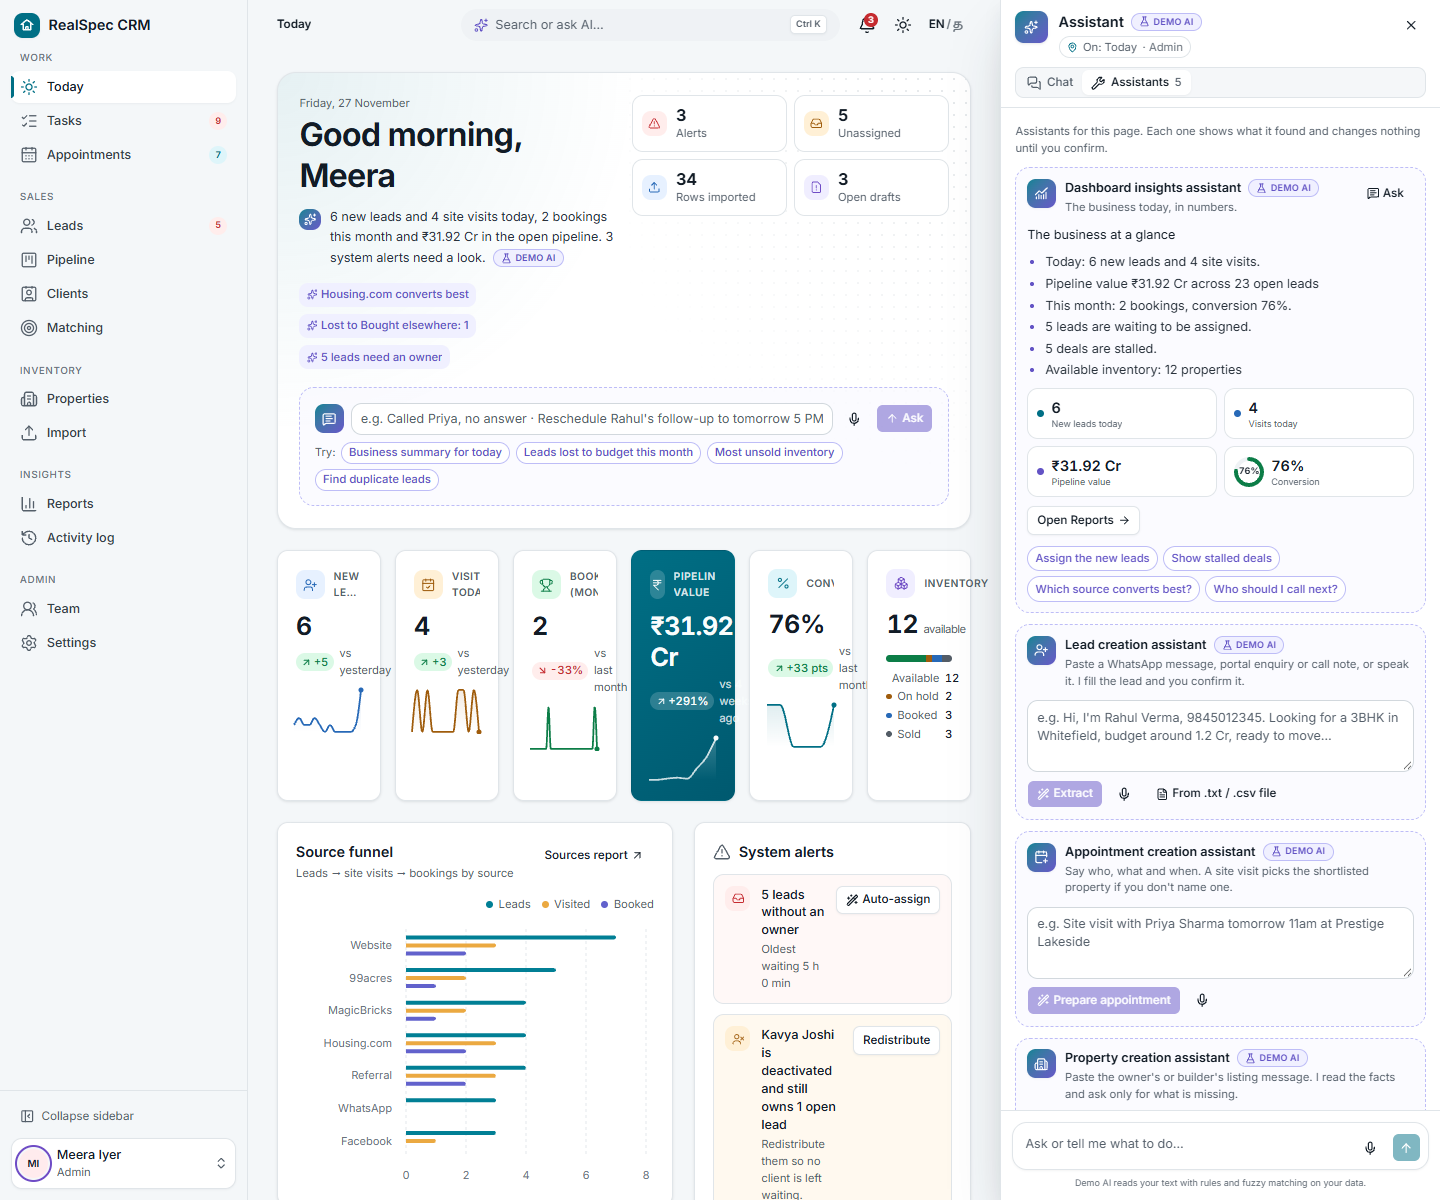 RealSpec CRM
WORK
Today
Tasks
9
Appointments
7
SALES
Leads
5
Pipeline
Clients
Matching
INVENTORY
Properties
Import
INSIGHTS
Reports
Activity log
ADMIN
Team
Settings
Collapse sidebar
MI
Meera Iyer
Admin
Today
Search or ask AI...
Ctrl K
3
EN / த
Friday, 27 November
Good morning,
Meera
6 new leads and 4 site visits today, 2 bookings
this month and ₹31.92 Cr in the open pipeline. 3
system alerts need a look. DEMO AI
Housing.com converts best
Lost to Bought elsewhere: 1
5 leads need an owner
3
Alerts
5
Unassigned
34
Rows imported
3
Open drafts
e.g. Called Priya, no answer · Reschedule Rahul's follow-up to tomorrow 5 PM
Ask
Try: Business summary for today Leads lost to budget this month Most unsold inventory
Find duplicate leads
NEW
LE...
6
+5
vs
yesterday
VISIT
TODA
4
+3
vs
yesterday
BOOK
(MON
2
-33%
vs
last
month
PIPELIN
VALUE
₹31.92
Cr
+291%
vs
ago
CONV
76%
+33 pts
vs
last
INVENTORY
12 available
Available 12
On hold 2
Booked 3
Sold 3
Source funnel
Sources report
Leads → site visits → bookings by source
Leads Visited Booked
Website
99acres
MagicBricks
Housing.com
Referral
WhatsApp
Facebook
0 2 4 6 8
System alerts
5 leads
without an
owner
Oldest
waiting 5 h
0 min
Auto-assign
Kavya Joshi
is
deactivated
and still
owns 1 open
lead
Redistribute
them so no
client is left
waiting.
Redistribute
Assistant DEMO AI
On: Today · Admin
Chat
Assistants 5
Assistants for this page. Each one shows what it found and changes nothing
until you confirm.
Dashboard insights assistant DEMO AI
The business today, in numbers.
Ask
The business at a glance
Today: 6 new leads and 4 site visits.
Pipeline value ₹31.92 Cr across 23 open leads
This month: 2 bookings, conversion 76%.
5 leads are waiting to be assigned.
5 deals are stalled.
Available inventory: 12 properties
6
New leads today
4
Visits today
₹31.92 Cr
Pipeline value
76%
76%
Conversion
Open Reports →
Assign the new leads Show stalled deals
Which source converts best? Who should I call next?
Lead creation assistant DEMO AI
Paste a WhatsApp message, portal enquiry or call note, or speak
it. I fill the lead and you confirm it.
e.g. Hi, I'm Rahul Verma, 9845012345. Looking for a 3BHK in
Whitefield, budget around 1.2 Cr, ready to move...
Extract
From .txt / .csv file
Appointment creation assistant DEMO AI
Say who, what and when. A site visit picks the shortlisted
property if you don't name one.
e.g. Site visit with Priya Sharma tomorrow 11am at Prestige
Lakeside
Prepare appointment
Property creation assistant DEMO AI
Paste the owner's or builder's listing message. I read the facts
and ask only for what is missing.
Ask or tell me what to do...
Demo AI reads your text with rules and fuzzy matching on your data.